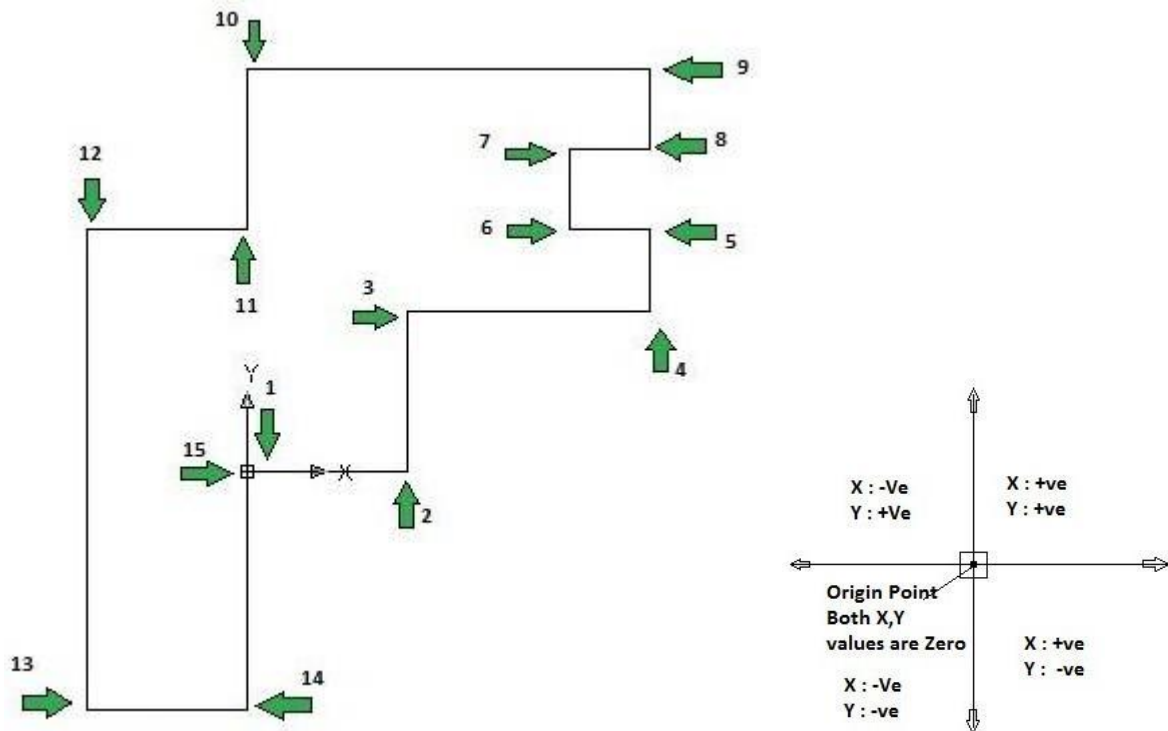 10
9
7
8
12
6
5
11
3
4
Y
1
15
X
2
13
14
X : -Ve
Y : +Ve
X : +ve
Y : +ve
Origin Point
Both X,Y
values are Zero
X : +ve
Y : -ve
X : -Ve
Y : -ve